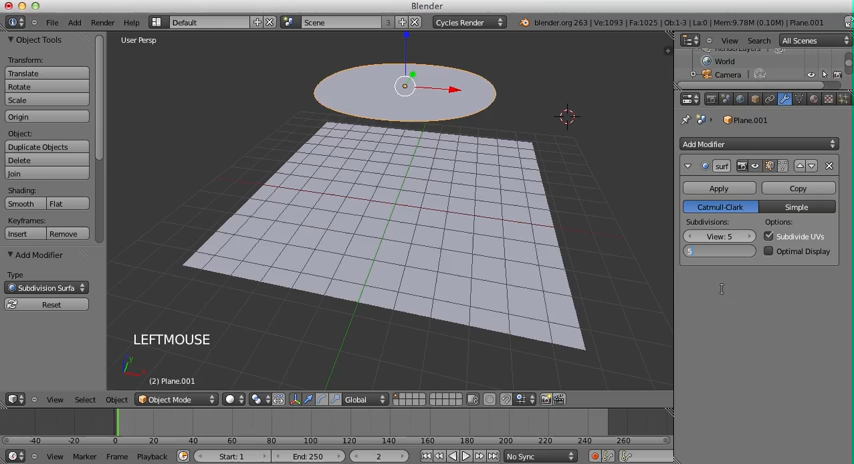 Blender
File Add Render Help Default Scene 3 Cycles Render blender.org 263 | Ve:1093 | Fa:1025 | Ob:1-3 | La:0 | Mem:9.78M (0.10M) | Plane.001
Object Tools
Transform:
Translate
Rotate
Scale
Origin
Object:
Duplicate Objects
Delete
Join
Shading:
Smooth Flat
Keyframes:
Insert Remove
Add Modifier
Type
Subdivision Surfa
Reset
User Persp
LEFTMOUSE
(2) Plane.001
View Select Object Object Mode Global
View Search All Scenes
World
Camera
Plane.001
Add Modifier
surf
Apply Copy
Catmull-Clark Simple
Subdivisions: Options:
View: 5 Subdivide UVs
5 Optimal Display
-40 -20 0 20 40 60 80 100 120 140 160 180 200 220 240 260
View Marker Frame Playback Start: 1 End: 250 2 No Sync